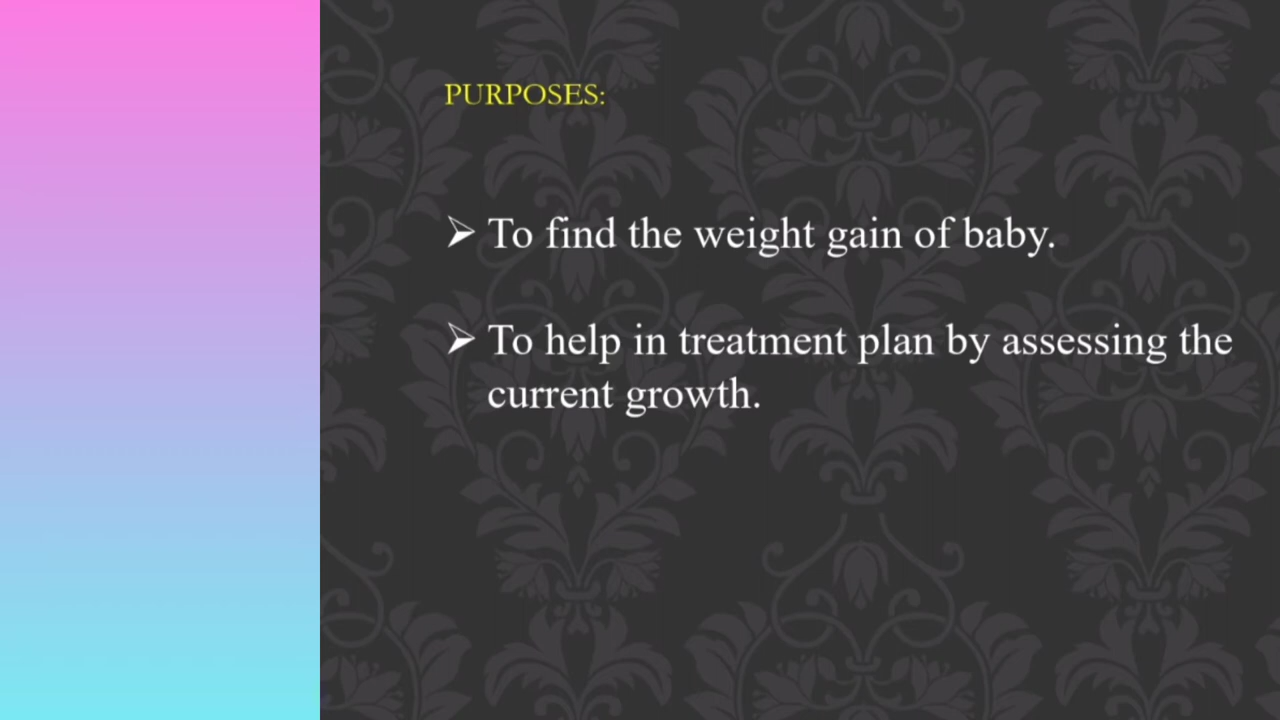 PURPOSES:
➢ To find the weight gain of baby.
➢ To help in treatment plan by assessing the
current growth.